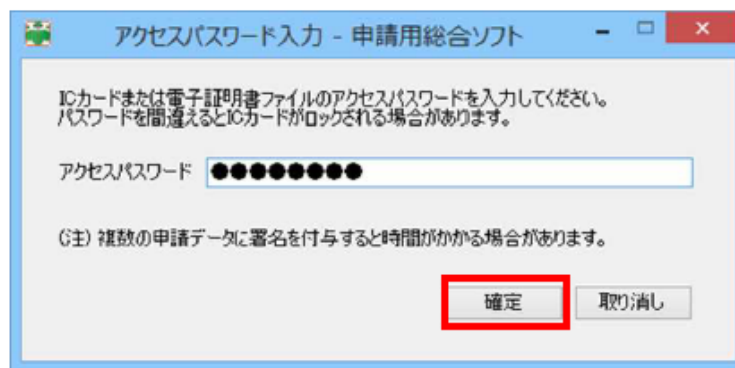 アクセスパスワード入力 - 申請用総合ソフト
ICカードまたは電子証明書ファイルのアクセスパスワードを入力してください。
パスワードを間違えるとICカードがロックされる場合があります。
アクセスパスワード ●●●●●●●●
(注) 複数の申請データに署名を付与すると時間がかかる場合があります。
確定 取り消し